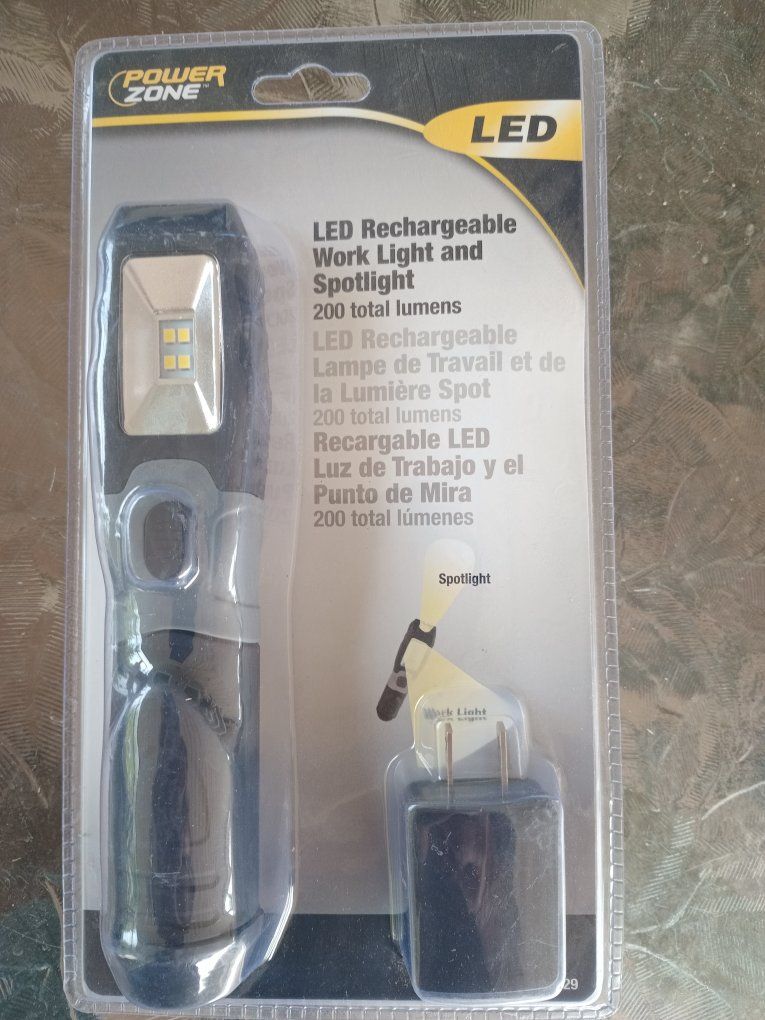 POWER
ZONE™
LED
LED Rechargeable
Work Light and
Spotlight
200 total lumens
LED Rechargeable
Lampe de Travail et de
la Lumière Spot
200 total lumens
Recargable LED
Luz de Trabajo y el
Punto de Mira
200 total lúmenes
Spotlight
Work Light
29